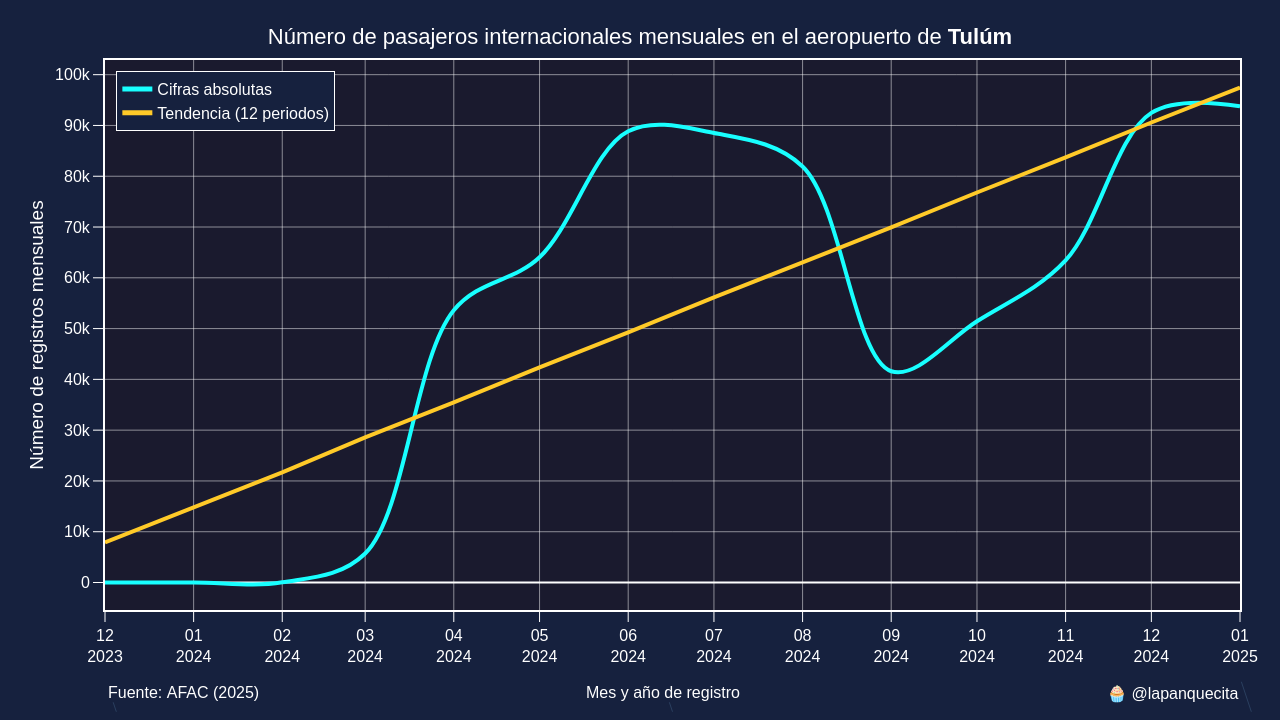 Número de pasajeros internacionales mensuales en el aeropuerto de Tulúm
Cifras absolutas
Tendencia (12 periodos)
Número de registros mensuales
100k
90k
80k
70k
60k
50k
40k
30k
20k
10k
0
12 01 02 03 04 05 06 07 08 09 10 11 12 01
2023 2024 2024 2024 2024 2024 2024 2024 2024 2024 2024 2024 2024 2025
Fuente: AFAC (2025)
Mes y año de registro
🧁 @lapanquecita